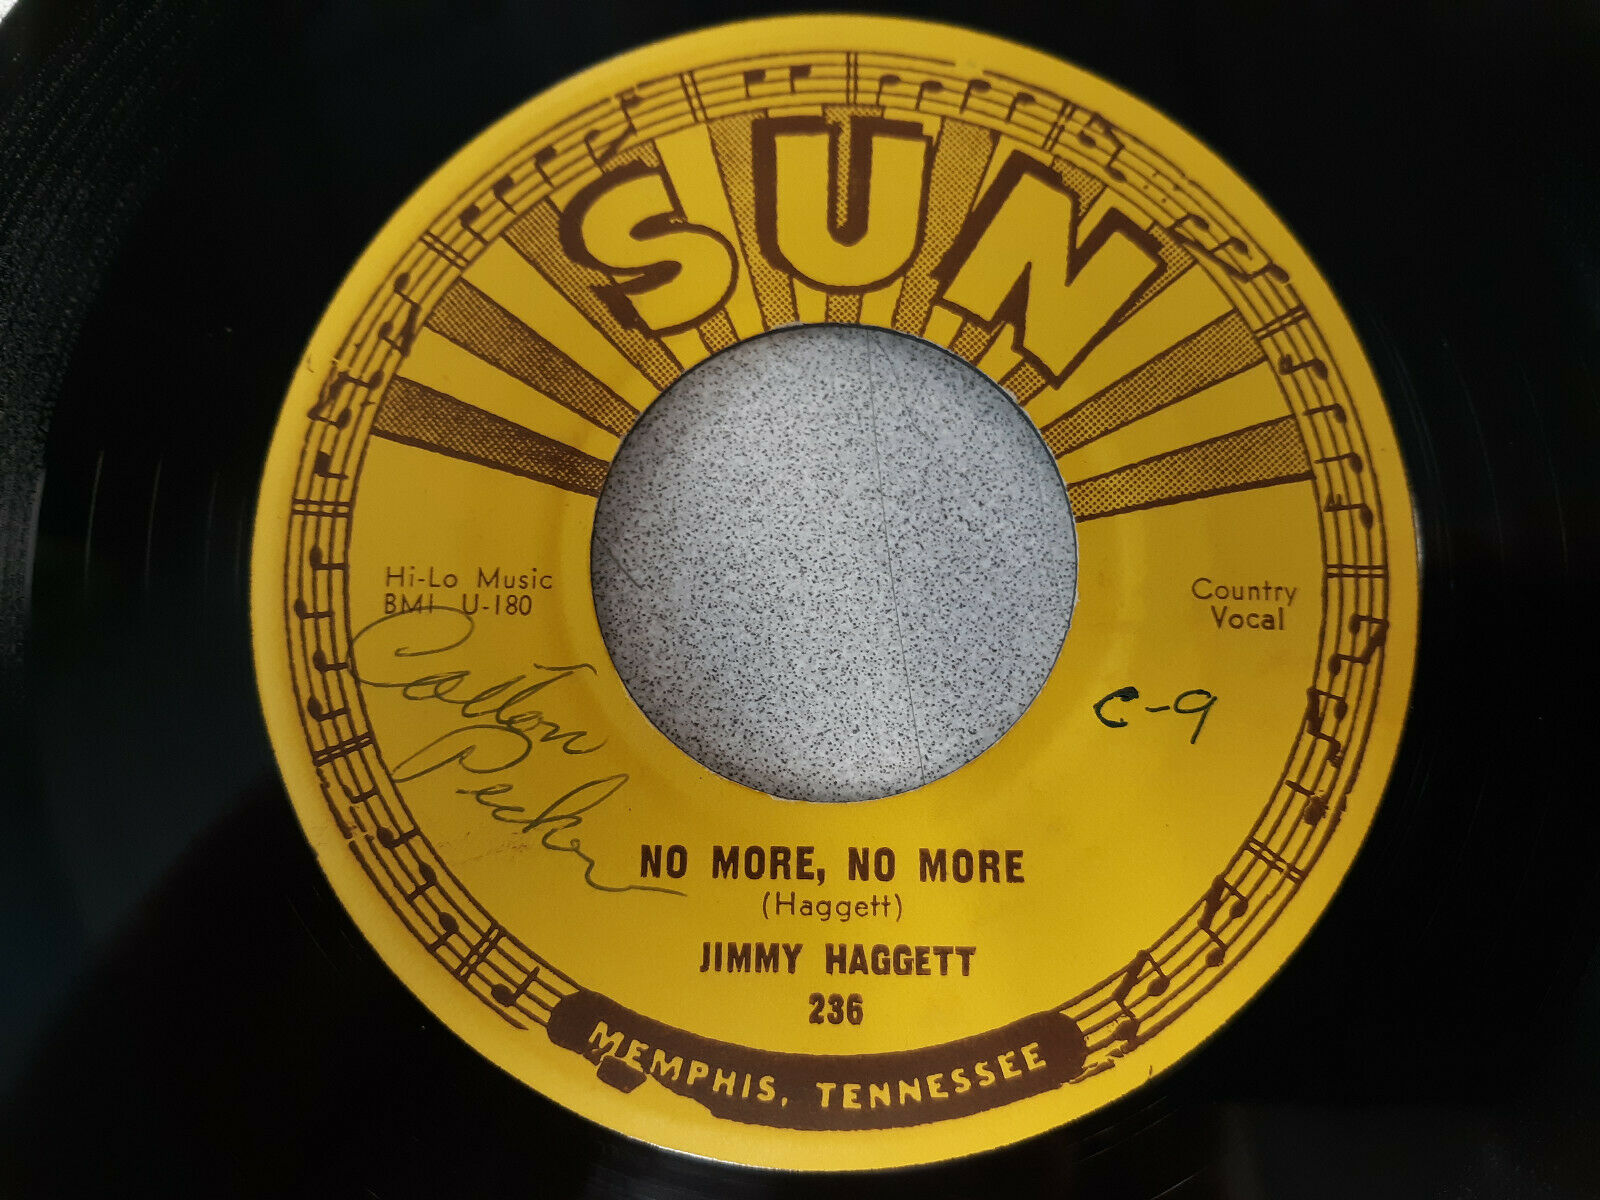 SUN
Hi-Lo Music
BMI U-180
Country
Vocal
Cotton
Pecker
C-9
NO MORE, NO MORE
(Haggett)
JIMMY HAGGETT
236
MEMPHIS, TENNESSEE